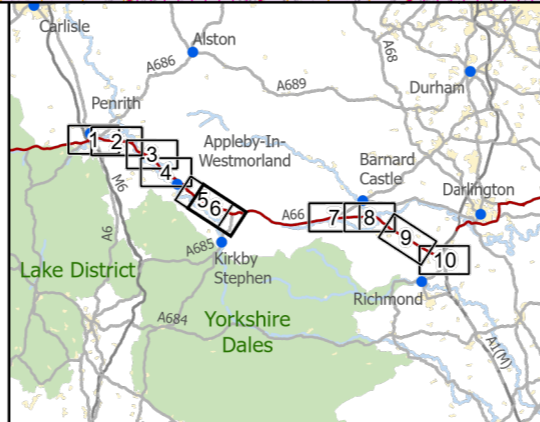 Carlisle
Alston
A68
A686
A689
Durham
Penrith
1
2
3
4
5
6
Appleby-In-
Westmorland
Barnard
Castle
Darlington
M6
A66
7
8
9
10
A6
A685
Lake District
Kirkby
Stephen
Richmond
A684
Yorkshire
Dales
A1(M)